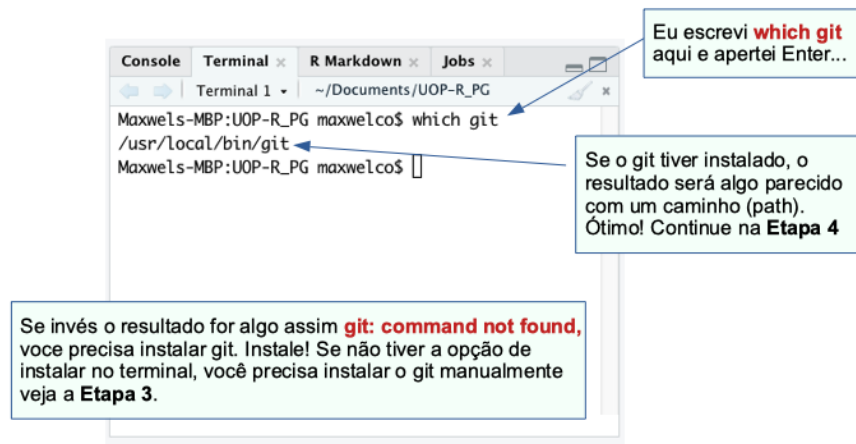 Eu escrevi which git
aqui e apertei Enter...
Console Terminal × R Markdown × Jobs ×
Terminal 1 ~/Documents/UOP-R_PG
Maxwels-MBP:UOP-R_PG maxwelco$ which git
/usr/local/bin/git
Maxwels-MBP:UOP-R_PG maxwelco$
Se o git tiver instalado, o
resultado será algo parecido
com um caminho (path).
Ótimo! Continue na Etapa 4
Se invés o resultado for algo assim git: command not found,
voce precisa instalar git. Instale! Se não tiver a opção de
instalar no terminal, você precisa instalar o git manualmente
veja a Etapa 3.